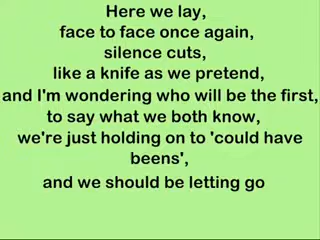 Here we lay,
face to face once again,
silence cuts,
like a knife as we pretend,
and I'm wondering who will be the first,
to say what we both know,
we're just holding on to 'could have
beens',
and we should be letting go